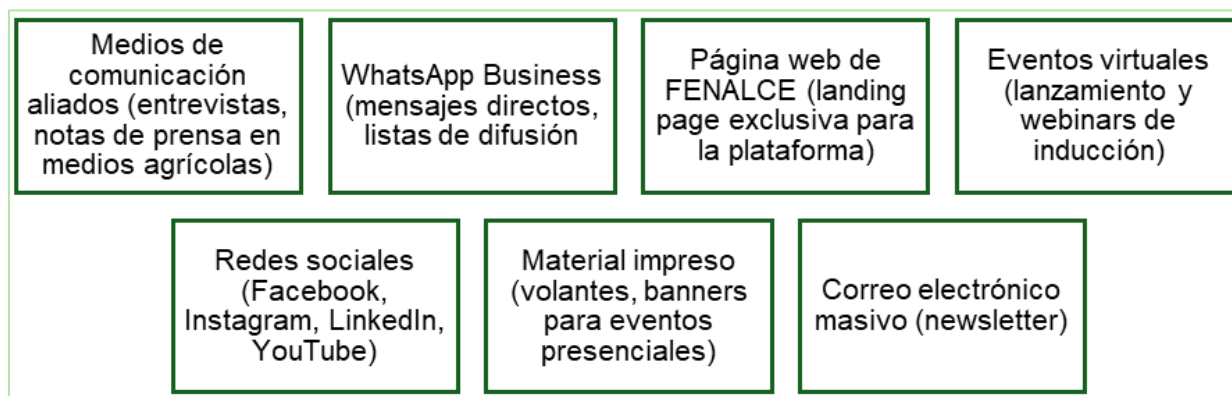 Medios de
comunicación
aliados (entrevistas,
notas de prensa en
medios agrícolas)
WhatsApp Business
(mensajes directos,
listas de difusión
Página web de
FENALCE (landing
page exclusiva para
la plataforma)
Eventos virtuales
(lanzamiento y
webinars de
inducción)
Redes sociales
(Facebook,
Instagram, LinkedIn,
YouTube)
Material impreso
(volantes, banners
para eventos
presenciales)
Correo electrónico
masivo (newsletter)